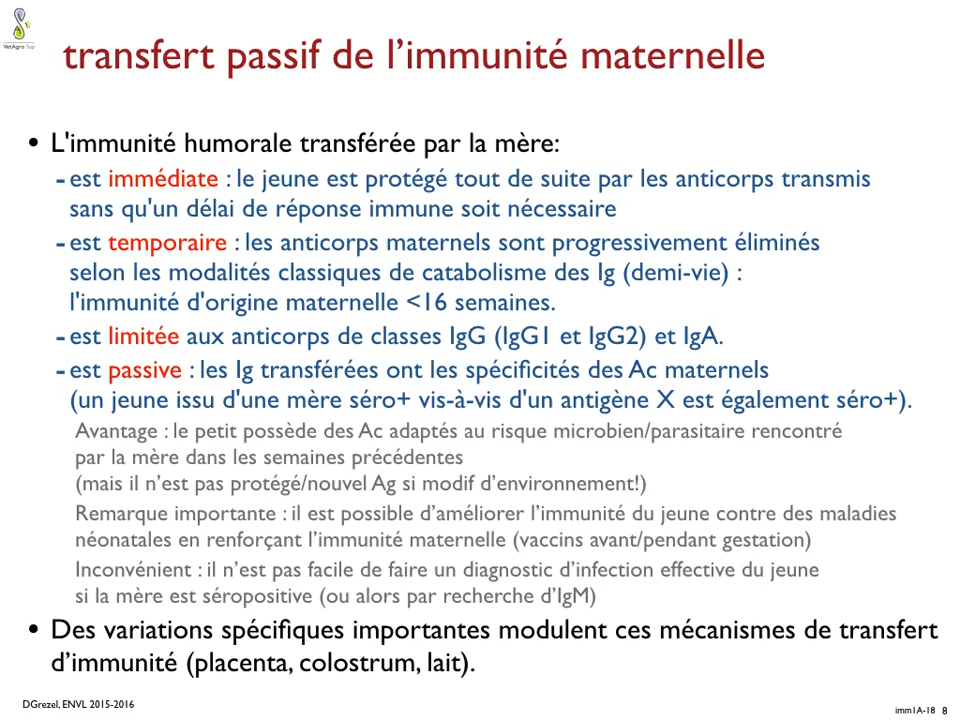 VetAgro Sup
transfert passif de l’immunité maternelle
• L'immunité humorale transférée par la mère:
- est immédiate : le jeune est protégé tout de suite par les anticorps transmis
sans qu'un délai de réponse immune soit nécessaire
- est temporaire : les anticorps maternels sont progressivement éliminés
selon les modalités classiques de catabolisme des Ig (demi-vie) :
l'immunité d'origine maternelle <16 semaines.
- est limitée aux anticorps de classes IgG (IgG1 et IgG2) et IgA.
- est passive : les Ig transférées ont les spécificités des Ac maternels
(un jeune issu d'une mère séro+ vis-à-vis d'un antigène X est également séro+).
Avantage : le petit possède des Ac adaptés au risque microbien/parasitaire rencontré
par la mère dans les semaines précédentes
(mais il n’est pas protégé/nouvel Ag si modif d’environnement!)
Remarque importante : il est possible d’améliorer l’immunité du jeune contre des maladies
néonatales en renforçant l’immunité maternelle (vaccins avant/pendant gestation)
Inconvénient : il n’est pas facile de faire un diagnostic d’infection effective du jeune
si la mère est séropositive (ou alors par recherche d’IgM)
• Des variations spécifiques importantes modulent ces mécanismes de transfert
d’immunité (placenta, colostrum, lait).
DGrezel, ENVL 2015-2016
imm1A-18 8